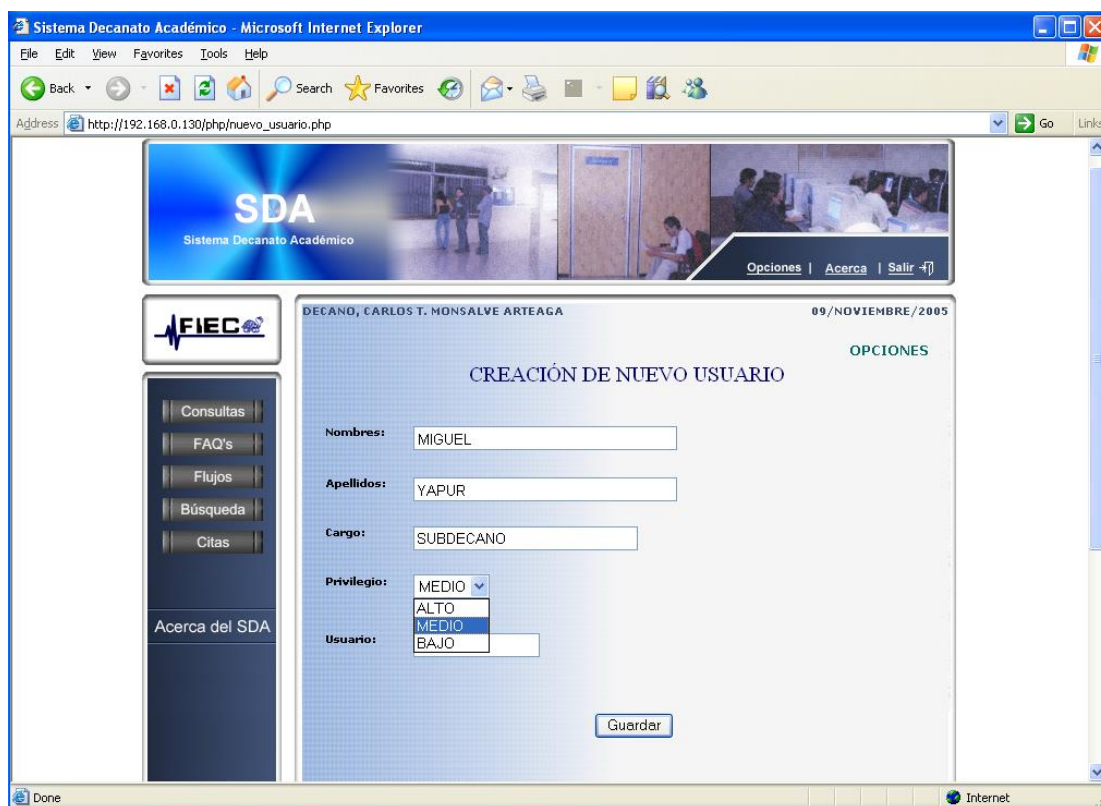 Sistema Decanato Académico - Microsoft Internet Explorer
File Edit View Favorites Tools Help
Back Search Favorites
Address http://192.168.0.130/php/nuevo_usuario.php Go Links
SDA
Sistema Decanato Académico
Opciones | Acerca | Salir
FIEC
DECANO, CARLOS T. MONSALVE ARTEAGA 09/NOVIEMBRE/2005
OPCIONES
CREACIÓN DE NUEVO USUARIO
Consultas
FAQ's
Flujos
Búsqueda
Citas
Acerca del SDA
Nombres: MIGUEL
Apellidos: YAPUR
Cargo: SUBDECANO
Privilegio: MEDIO
ALTO
MEDIO
BAJO
Usuario:
Guardar
Done Internet